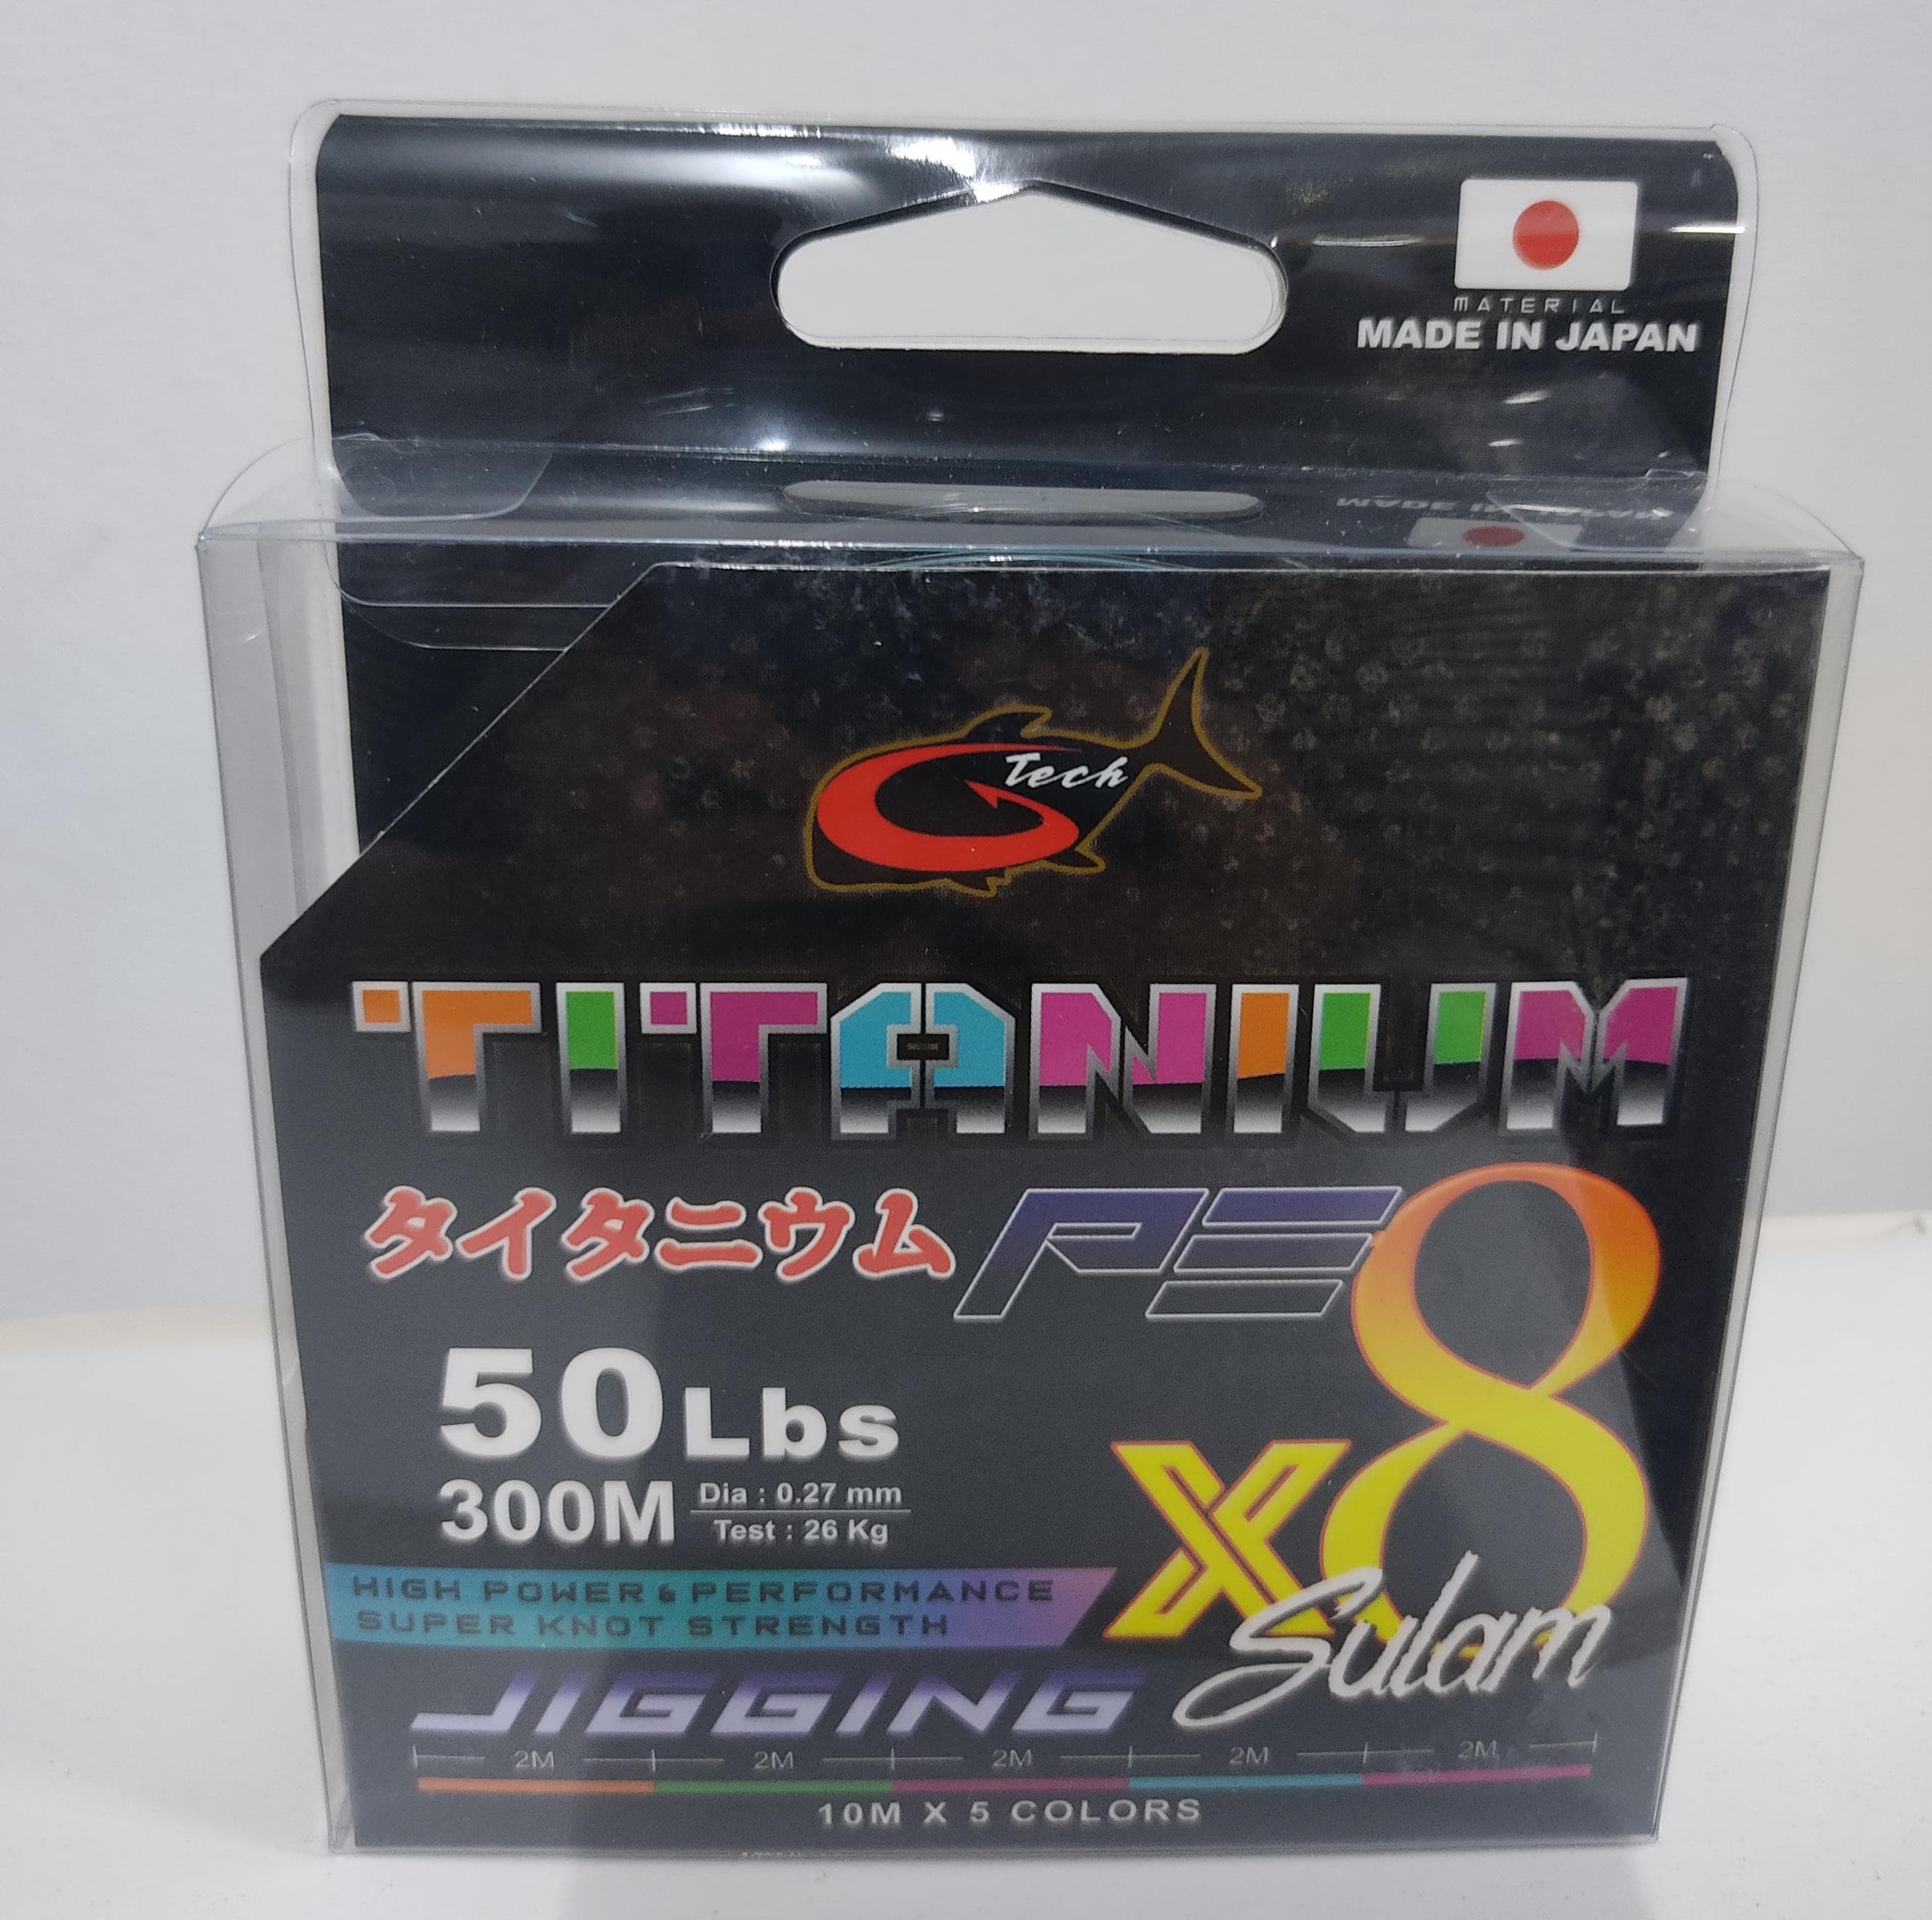 MATERIAL
MADE IN JAPAN
Tech
TITANIUM
タイタニウム PE
X8
Sulam
50Lbs
300M Dia : 0.27 mm
Test : 26 Kg
HIGH POWER & PERFORMANCE
SUPER KNOT STRENGTH
JIGGING
2M 2M 2M 2M 2M
10M X 5 COLORS